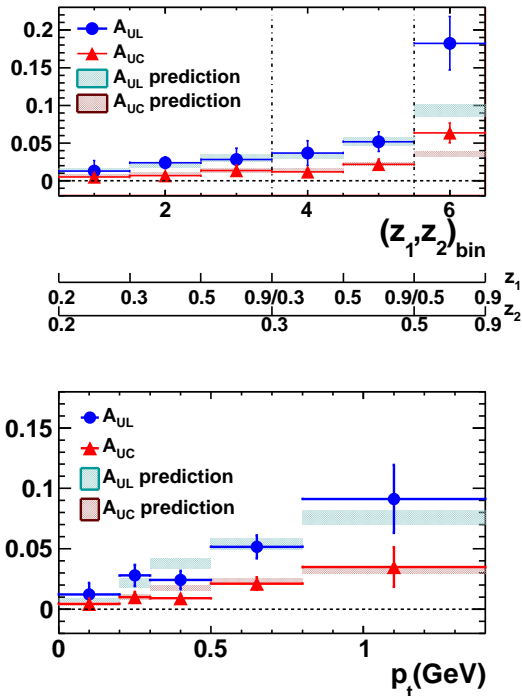 0.2
0.15
0.1
0.05
0
A_UL
A_UC
A_UL prediction
A_UC prediction
2 4 6
(z_1,z_2)_bin
0.2 0.3 0.5 0.9/0.3 0.5 0.9/0.5 0.9 z_1
0.2 0.3 0.5 0.9 z_2
0.15
0.1
0.05
0
A_UL
A_UC
A_UL prediction
A_UC prediction
0 0.5 1
p_t(GeV)